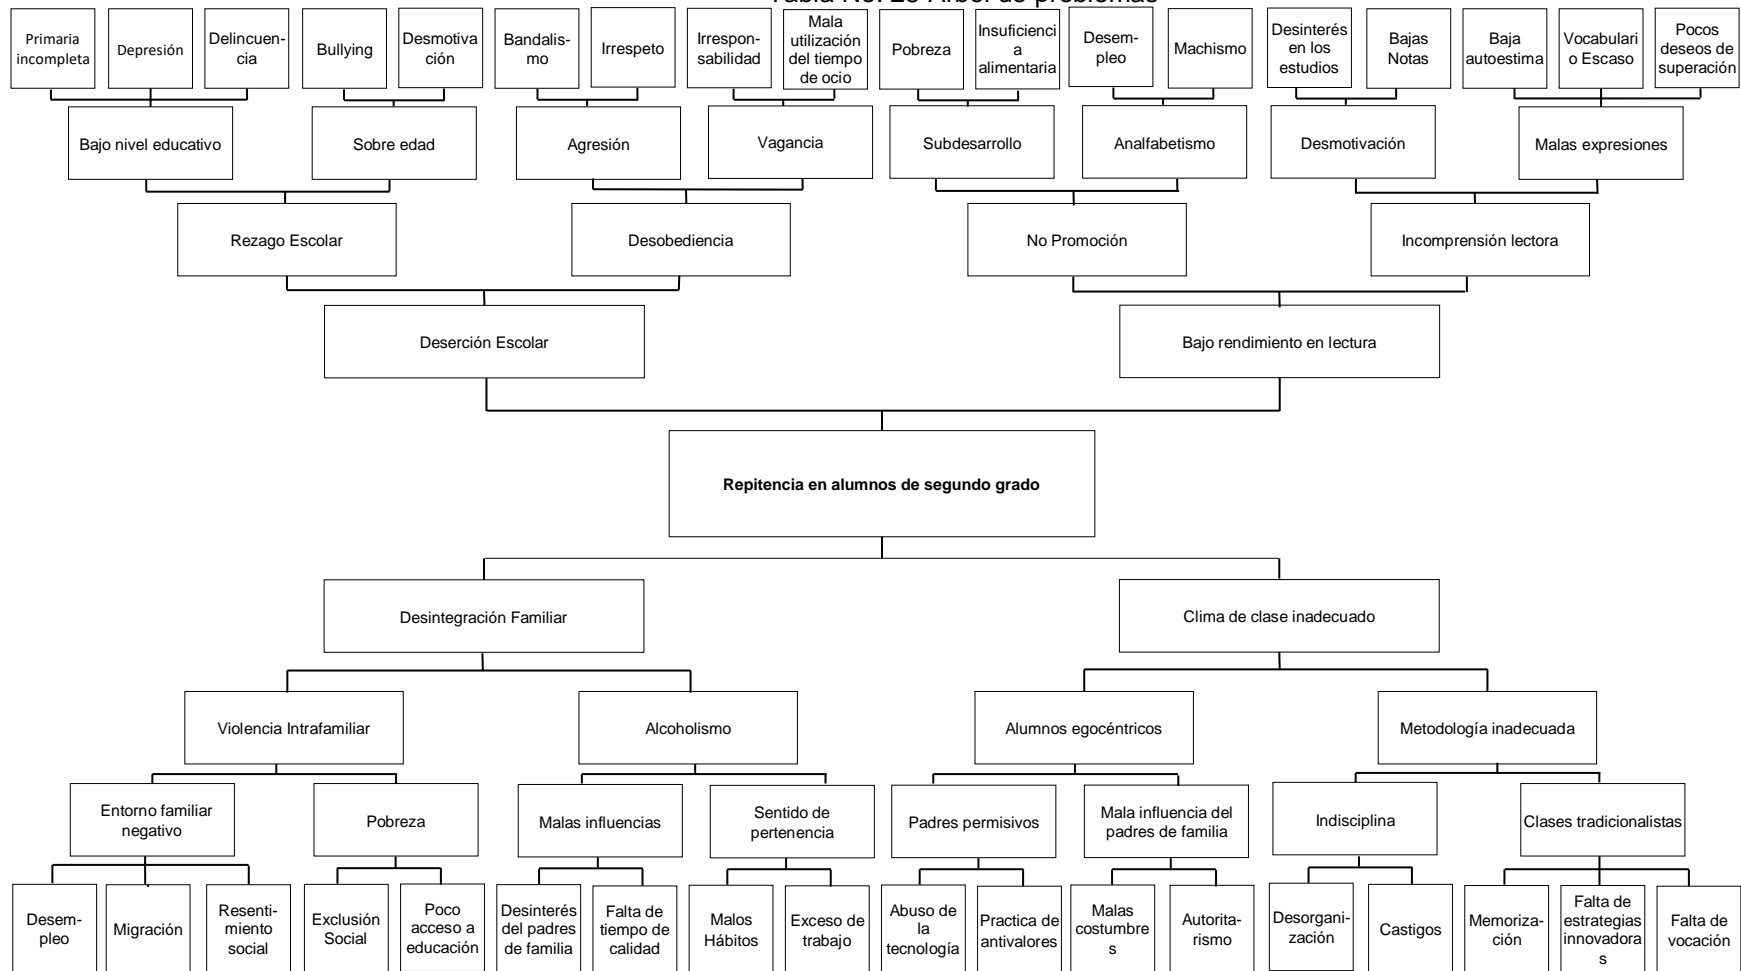 Tabla No. 23 Árbol de problemas
Primaria
incompleta
Depresión
Delincuen-
cia
Bullying
Desmotiva
ción
Bandalis-
mo
Irrespeto
Irrespon-
sabilidad
Mala
utilización
del tiempo
de ocio
Pobreza
Insuficienci
a
alimentaria
Desem-
pleo
Machismo
Desinterés
en los
estudios
Bajas
Notas
Baja
autoestima
Vocabulari
o Escaso
Pocos
deseos de
superación
Bajo nivel educativo
Sobre edad
Agresión
Vagancia
Subdesarrollo
Analfabetismo
Desmotivación
Malas expresiones
Rezago Escolar
Desobediencia
No Promoción
Incomprensión lectora
Deserción Escolar
Bajo rendimiento en lectura
Repitencia en alumnos de segundo grado
Desintegración Familiar
Clima de clase inadecuado
Violencia Intrafamiliar
Alcoholismo
Alumnos egocéntricos
Metodología inadecuada
Entorno familiar
negativo
Pobreza
Malas influencias
Sentido de
pertenencia
Padres permisivos
Mala influencia del
padres de familia
Indisciplina
Clases tradicionalistas
Desem-
pleo
Migración
Resenti-
miento
social
Exclusión
Social
Poco
acceso a
educación
Desinterés
del padres
de familia
Falta de
tiempo de
calidad
Malos
Hábitos
Exceso de
trabajo
Abuso de
la
tecnología
Practica de
antivalores
Malas
costumbre
s
Autorita-
rismo
Desorgani-
zación
Castigos
Memoriza-
ción
Falta de
estrategias
innovadora
s
Falta de
vocación